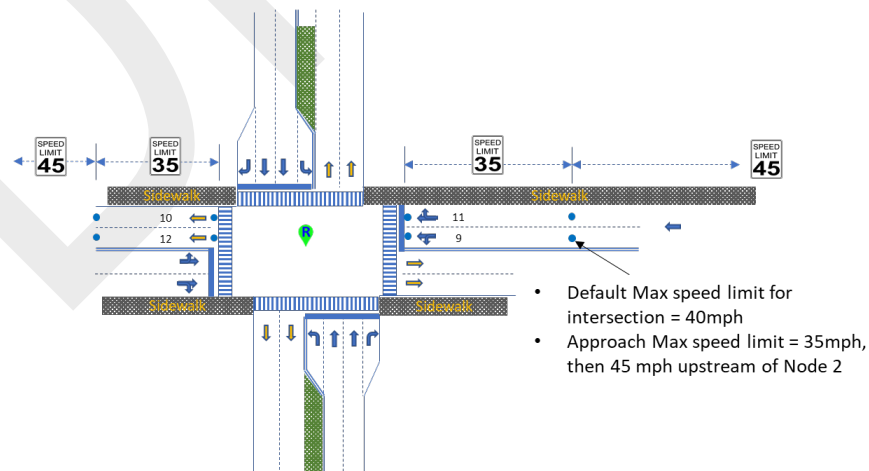 SPEED
LIMIT
45
SPEED
LIMIT
35
SPEED
LIMIT
35
SPEED
LIMIT
45
Sidewalk
Sidewalk
10
11
12
R
9
Sidewalk
Sidewalk
• Default Max speed limit for
intersection = 40mph
• Approach Max speed limit = 35mph,
then 45 mph upstream of Node 2